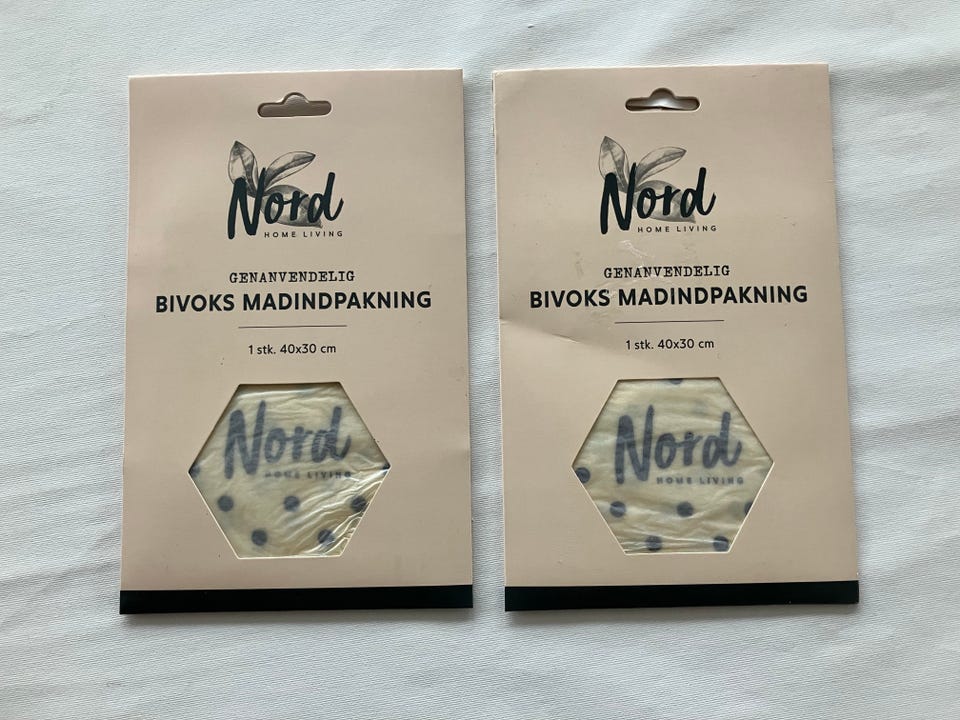 Nord
HOME LIVING
GENANVENDELIG
BIVOKS MADINDPAKNING
1 stk. 40x30 cm
Nord
HOME LIVING
Nord
HOME LIVING
GENANVENDELIG
BIVOKS MADINDPAKNING
1 stk. 40x30 cm
Nord
HOME LIVING